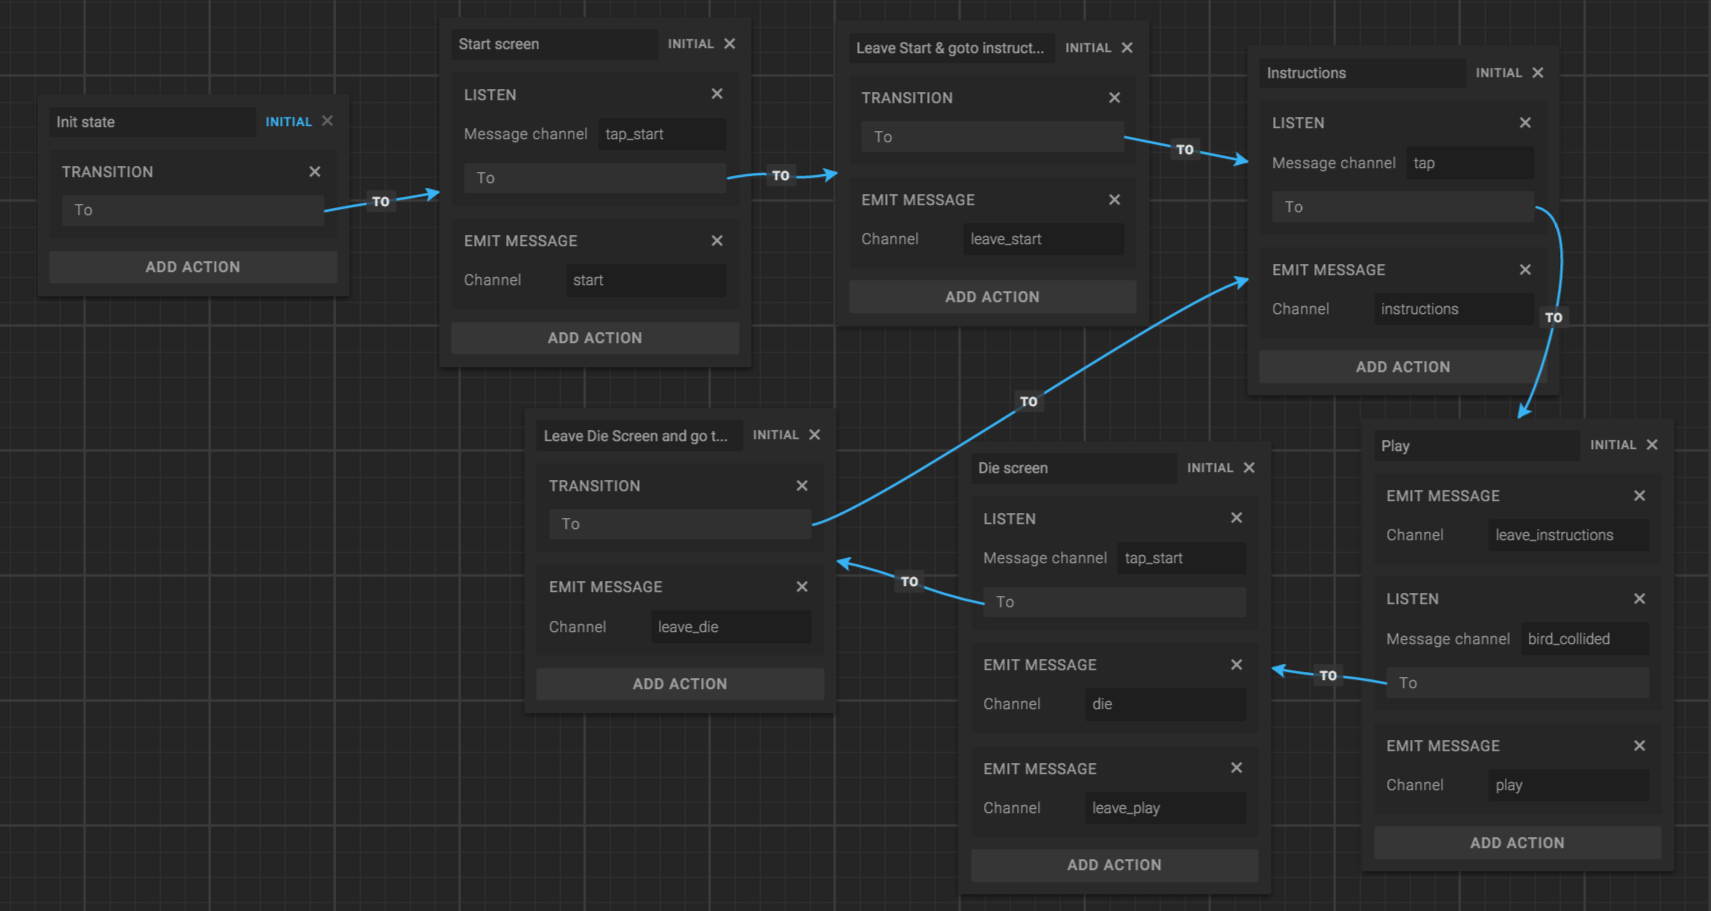 Init state INITIAL
TRANSITION
To
ADD ACTION
TO
Start screen INITIAL
LISTEN
Message channel tap_start
To
EMIT MESSAGE
Channel start
ADD ACTION
TO
Leave Start & goto instruct... INITIAL
TRANSITION
To
EMIT MESSAGE
Channel leave_start
ADD ACTION
TO
Instructions INITIAL
LISTEN
Message channel tap
To
EMIT MESSAGE
Channel instructions
ADD ACTION
TO
TO
Leave Die Screen and go t... INITIAL
TRANSITION
To
EMIT MESSAGE
Channel leave_die
ADD ACTION
TO
Die screen INITIAL
LISTEN
Message channel tap_start
To
EMIT MESSAGE
Channel die
EMIT MESSAGE
Channel leave_play
ADD ACTION
TO
Play INITIAL
EMIT MESSAGE
Channel leave_instructions
LISTEN
Message channel bird_collided
To
EMIT MESSAGE
Channel play
ADD ACTION